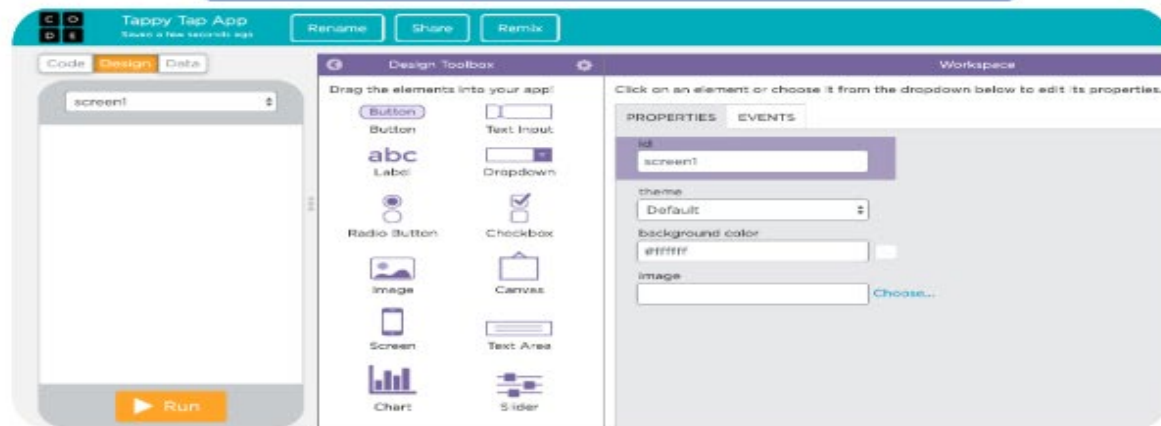 C O
D E
Tappy Tap App
Saved a few seconds ago
Rename
Share
Remix
Code
Design
Data
Design Toolbox
Workspace
screen1
Drag the elements into your app!
Button
Button
Text Input
abc
Label
Dropdown
Radio Button
Checkbox
Image
Canvas
Screen
Text Area
Chart
Slider
Run
Click on an element or choose it from the dropdown below to edit its properties.
PROPERTIES
EVENTS
id
screen1
theme
Default
background color
#ffffff
image
Choose...